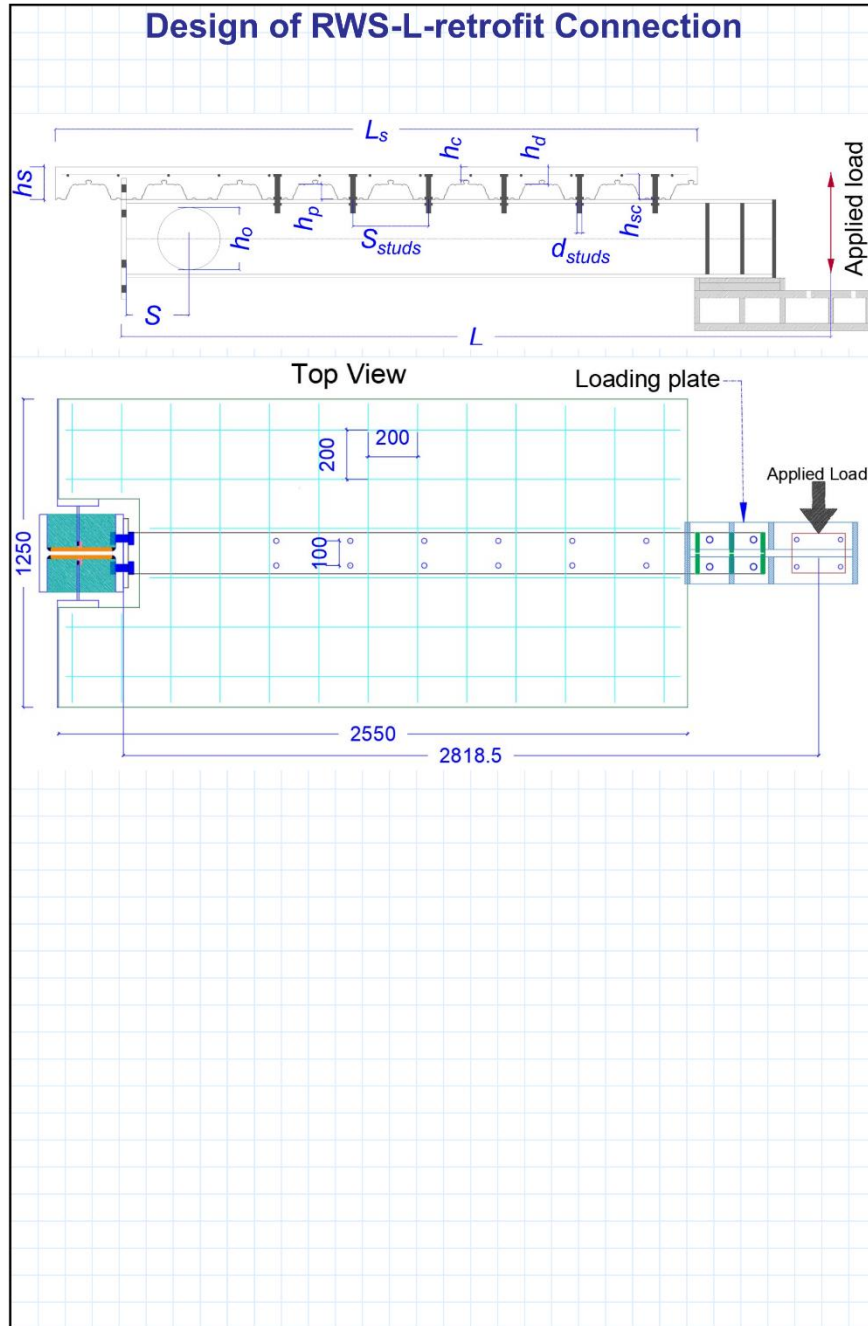 Design of RWS-L-retrofit Connection
Ls
hc
hd
hs
hp
ho
Sstuds
dstuds
hsc
Applied load
S
L
Top View
Loading plate
200
200
Applied Load
1250
100
2550
2818.5